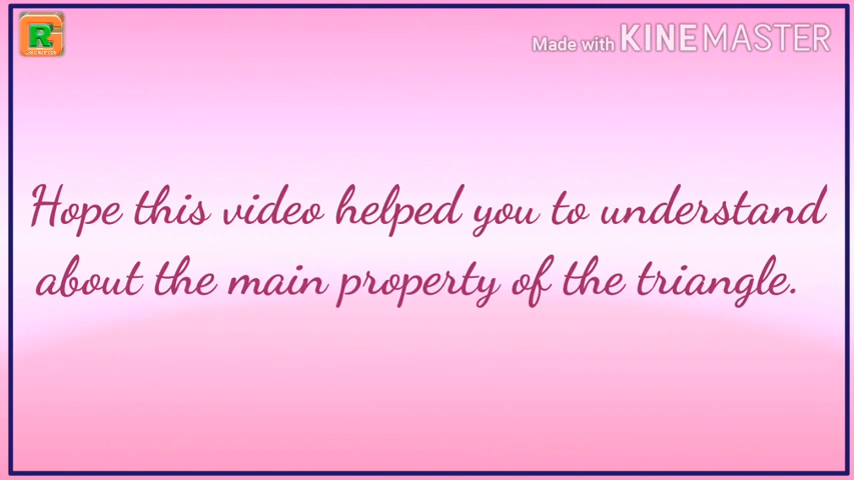 Made with KINEMASTER
Hope this video helped you to understand
about the main property of the triangle.